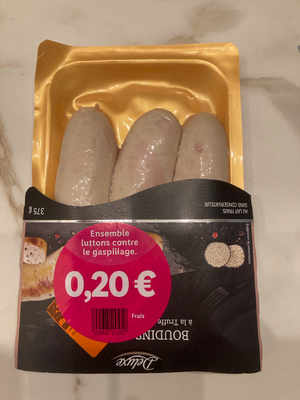 AU LAIT FRAIS
SANS CONSERVATEUR
375 g
Ensemble
luttons contre
le gaspillage.
0,20 €
Frais
BOUDINS
à la Truffe
Deluxe